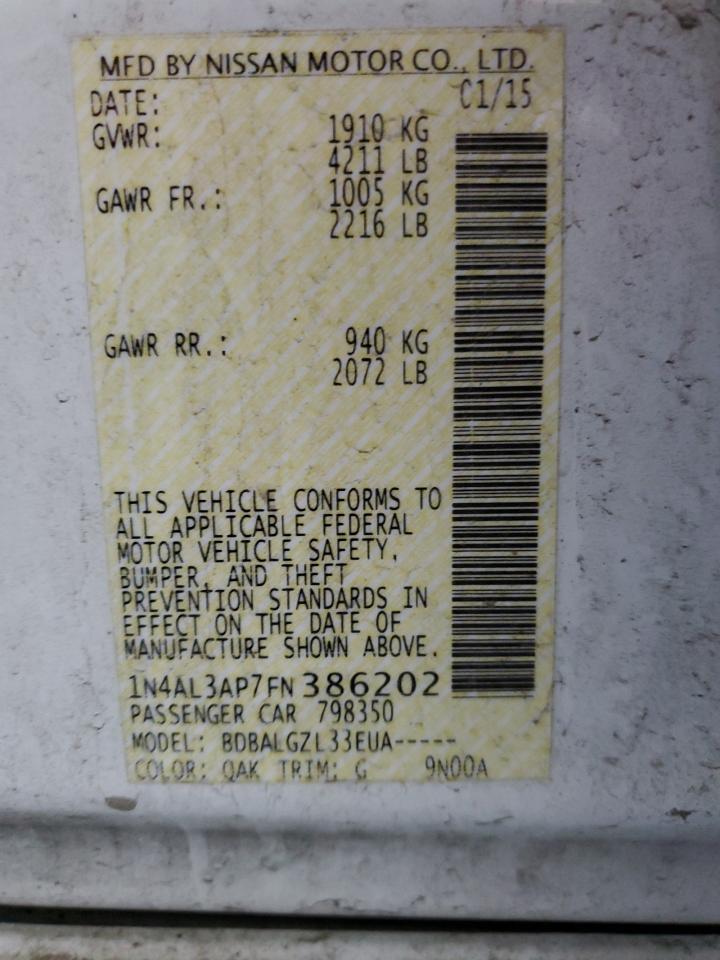 MFD BY NISSAN MOTOR CO., LTD.
DATE: 01/15
GVWR: 1910 KG
4211 LB
GAWR FR.: 1005 KG
2216 LB
GAWR RR.: 940 KG
2072 LB
THIS VEHICLE CONFORMS TO
ALL APPLICABLE FEDERAL
MOTOR VEHICLE SAFETY,
BUMPER, AND THEFT
PREVENTION STANDARDS IN
EFFECT ON THE DATE OF
MANUFACTURE SHOWN ABOVE.
1N4AL3AP7FN386202
PASSENGER CAR 798350
MODEL: BDBALGZL33EUA-----
COLOR: QAK TRIM: G 9N00A